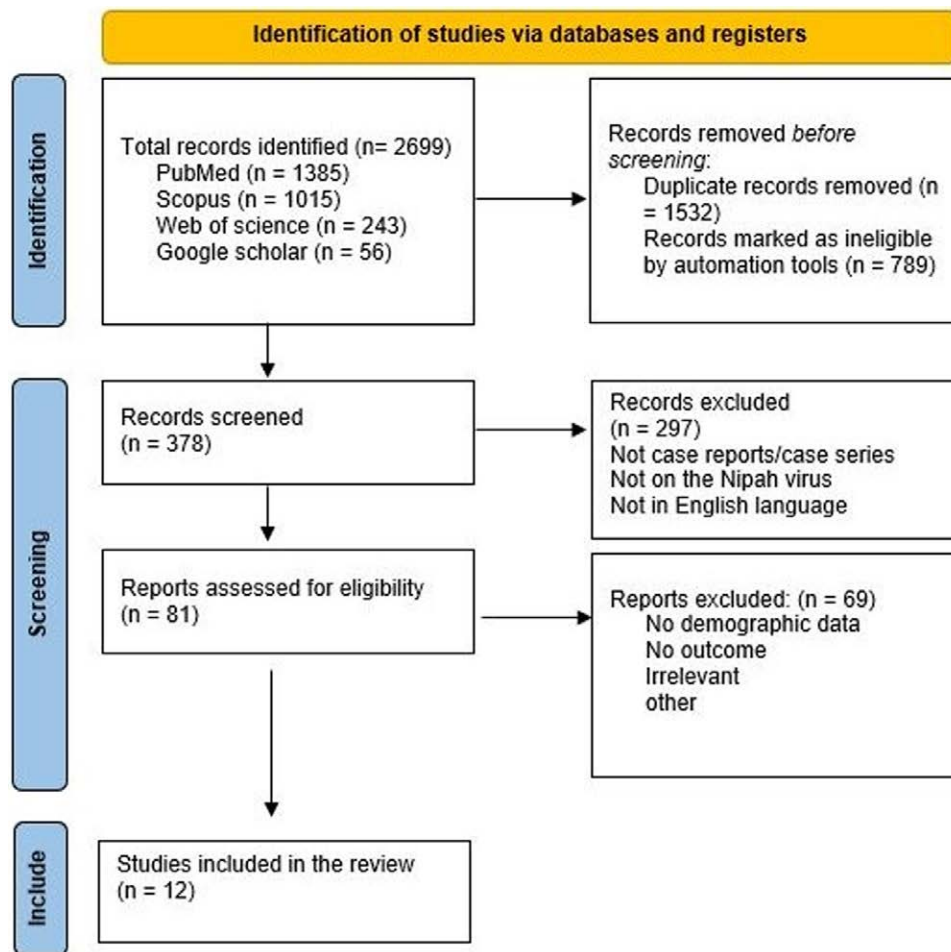 Identification of studies via databases and registers
Identification
Total records identified (n= 2699)
PubMed (n = 1385)
Scopus (n = 1015)
Web of science (n = 243)
Google scholar (n = 56)
Records removed before
screening:
Duplicate records removed (n
= 1532)
Records marked as ineligible
by automation tools (n = 789)
Screening
Records screened
(n = 378)
Records excluded
(n = 297)
Not case reports/case series
Not on the Nipah virus
Not in English language
Reports assessed for eligibility
(n = 81)
Reports excluded: (n = 69)
No demographic data
No outcome
Irrelevant
other
Include
Studies included in the review
(n = 12)